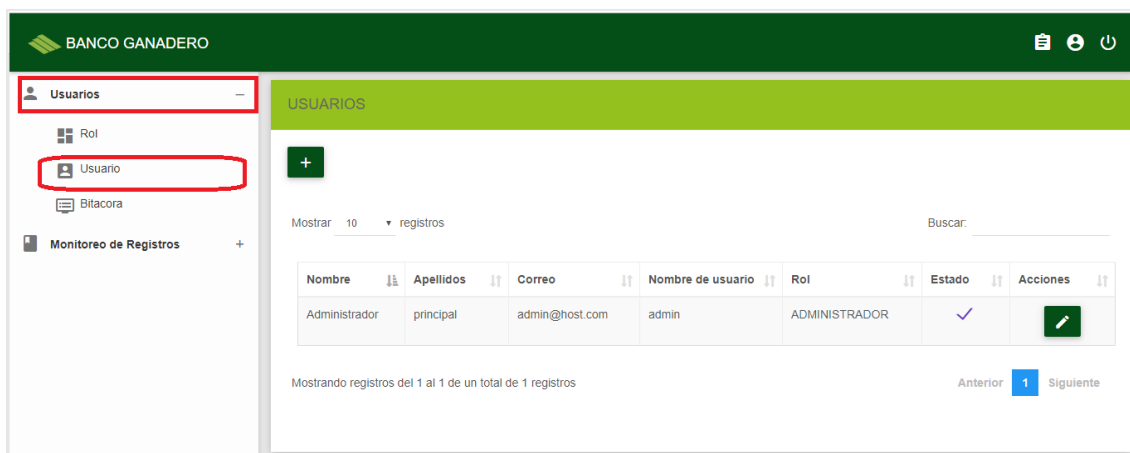 BANCO GANADERO
Usuarios
Rol
Usuario
Bitacora
Monitoreo de Registros
USUARIOS
+
Mostrar 10 registros
Buscar:
Nombre Apellidos Correo Nombre de usuario Rol Estado Acciones
Administrador principal admin@host.com admin ADMINISTRADOR
Mostrando registros del 1 al 1 de un total de 1 registros
Anterior 1 Siguiente